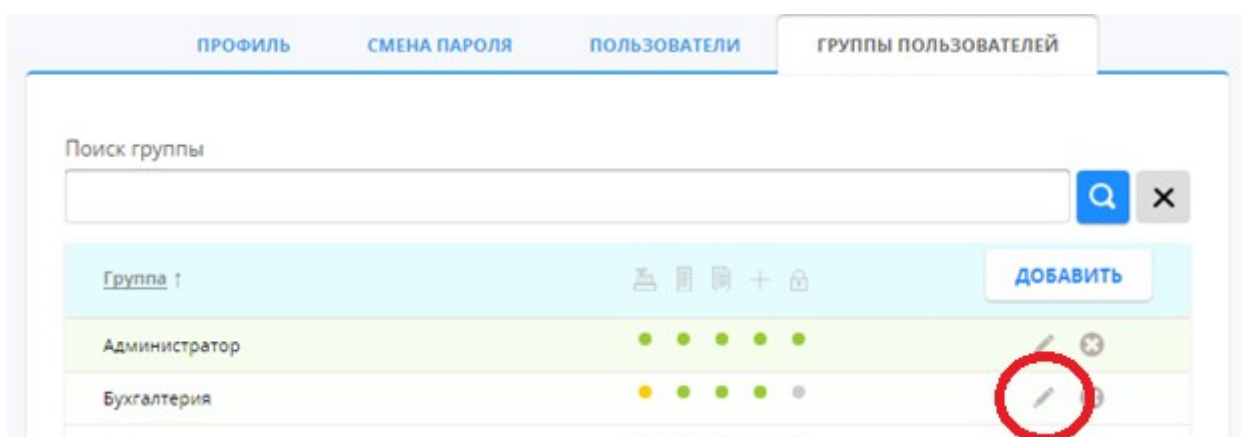 ПРОФИЛЬ СМЕНА ПАРОЛЯ ПОЛЬЗОВАТЕЛИ ГРУППЫ ПОЛЬЗОВАТЕЛЕЙ
Поиск группы
Группа ↑ ДОБАВИТЬ
Администратор
Бухгалтерия